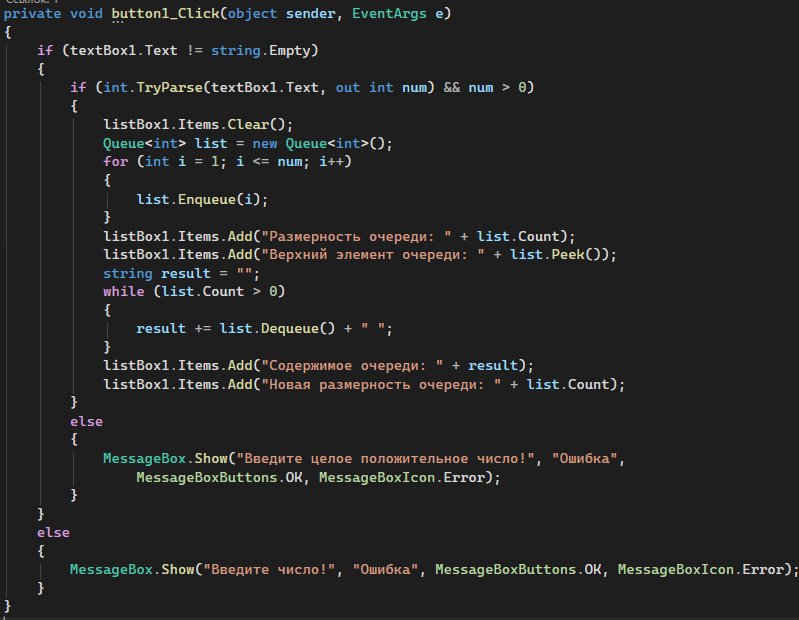 Ссылок: 1
private void button1_Click(object sender, EventArgs e)
{
    if (textBox1.Text != string.Empty)
    {
        if (int.TryParse(textBox1.Text, out int num) && num > 0)
        {
            listBox1.Items.Clear();
            Queue<int> list = new Queue<int>();
            for (int i = 1; i <= num; i++)
            {
                list.Enqueue(i);
            }
            listBox1.Items.Add("Размерность очереди: " + list.Count);
            listBox1.Items.Add("Верхний элемент очереди: " + list.Peek());
            string result = "";
            while (list.Count > 0)
            {
                result += list.Dequeue() + " ";
            }
            listBox1.Items.Add("Содержимое очереди: " + result);
            listBox1.Items.Add("Новая размерность очереди: " + list.Count);
        }
        else
        {
            MessageBox.Show("Введите целое положительное число!", "Ошибка",
                MessageBoxButtons.OK, MessageBoxIcon.Error);
        }
    }
    else
    {
        MessageBox.Show("Введите число!", "Ошибка", MessageBoxButtons.OK, MessageBoxIcon.Error);
    }
}